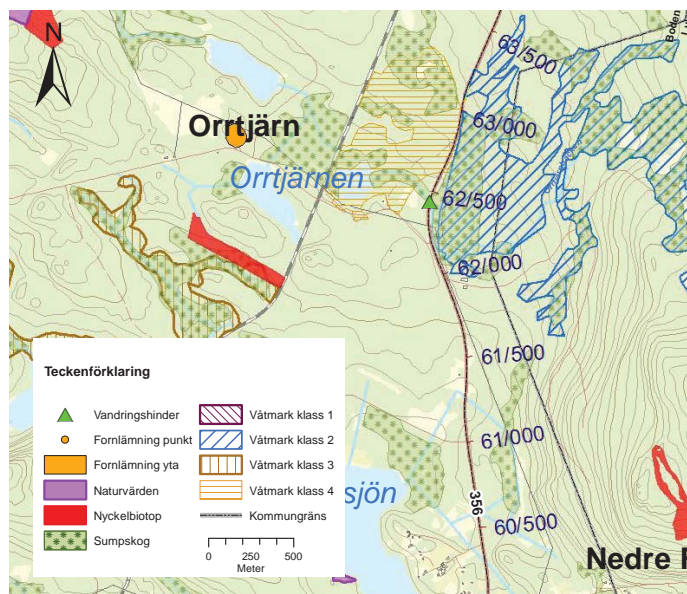 N
Boden
63/500
63/000
Orrtjärn
Orrtjärnen
62/500
62/000
61/500
61/000
60/500
356
sjön
Nedre
Teckenförklaring
Vandringshinder
Fornlämning punkt
Fornlämning yta
Naturvärden
Nyckelbiotop
Sumpskog
Våtmark klass 1
Våtmark klass 2
Våtmark klass 3
Våtmark klass 4
Kommungräns
0 250 500
Meter